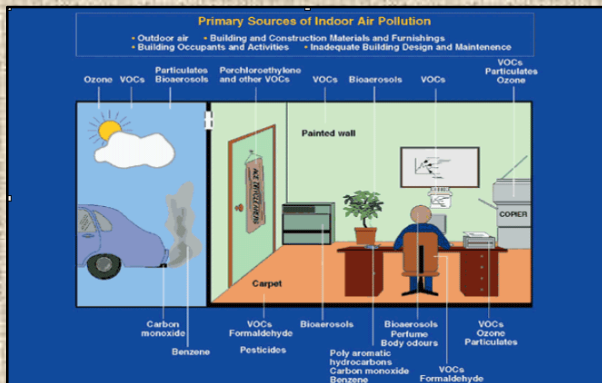 Primary Sources of Indoor Air Pollution
• Outdoor air • Building and Construction Materials and Furnishings
• Building Occupants and Activities • Inadequate Building Design and Maintenence
Ozone
VOCs
Particulates
Bioaerosols
Perchloroethylene
and other VOCs
VOCs
Bioaerosols
VOCs
VOCs
Particulates
Ozone
Painted wall
COPIER
Carpet
Carbon
monoxide
Benzene
VOCs
Formaldehyde
Pesticides
Bioaerosols
Poly aromatic
hydrocarbons
Carbon monoxide
Benzene
Bioaerosols
Perfume
Body odours
VOCs
Formaldehyde
VOCs
Ozone
Particulates